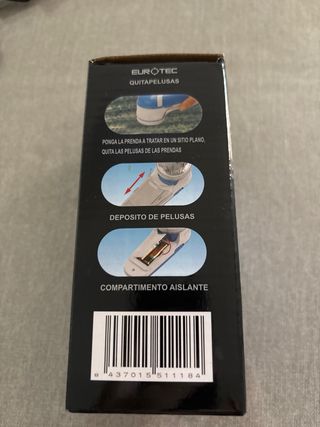 EUROTEC
QUITAPELUSAS
PONGA LA PRENDA A TRATAR EN UN SITIO PLANO,
QUITA LAS PELUSAS DE LAS PRENDAS
DEPOSITO DE PELUSAS
COMPARTIMENTO AISLANTE
8 437015 511184